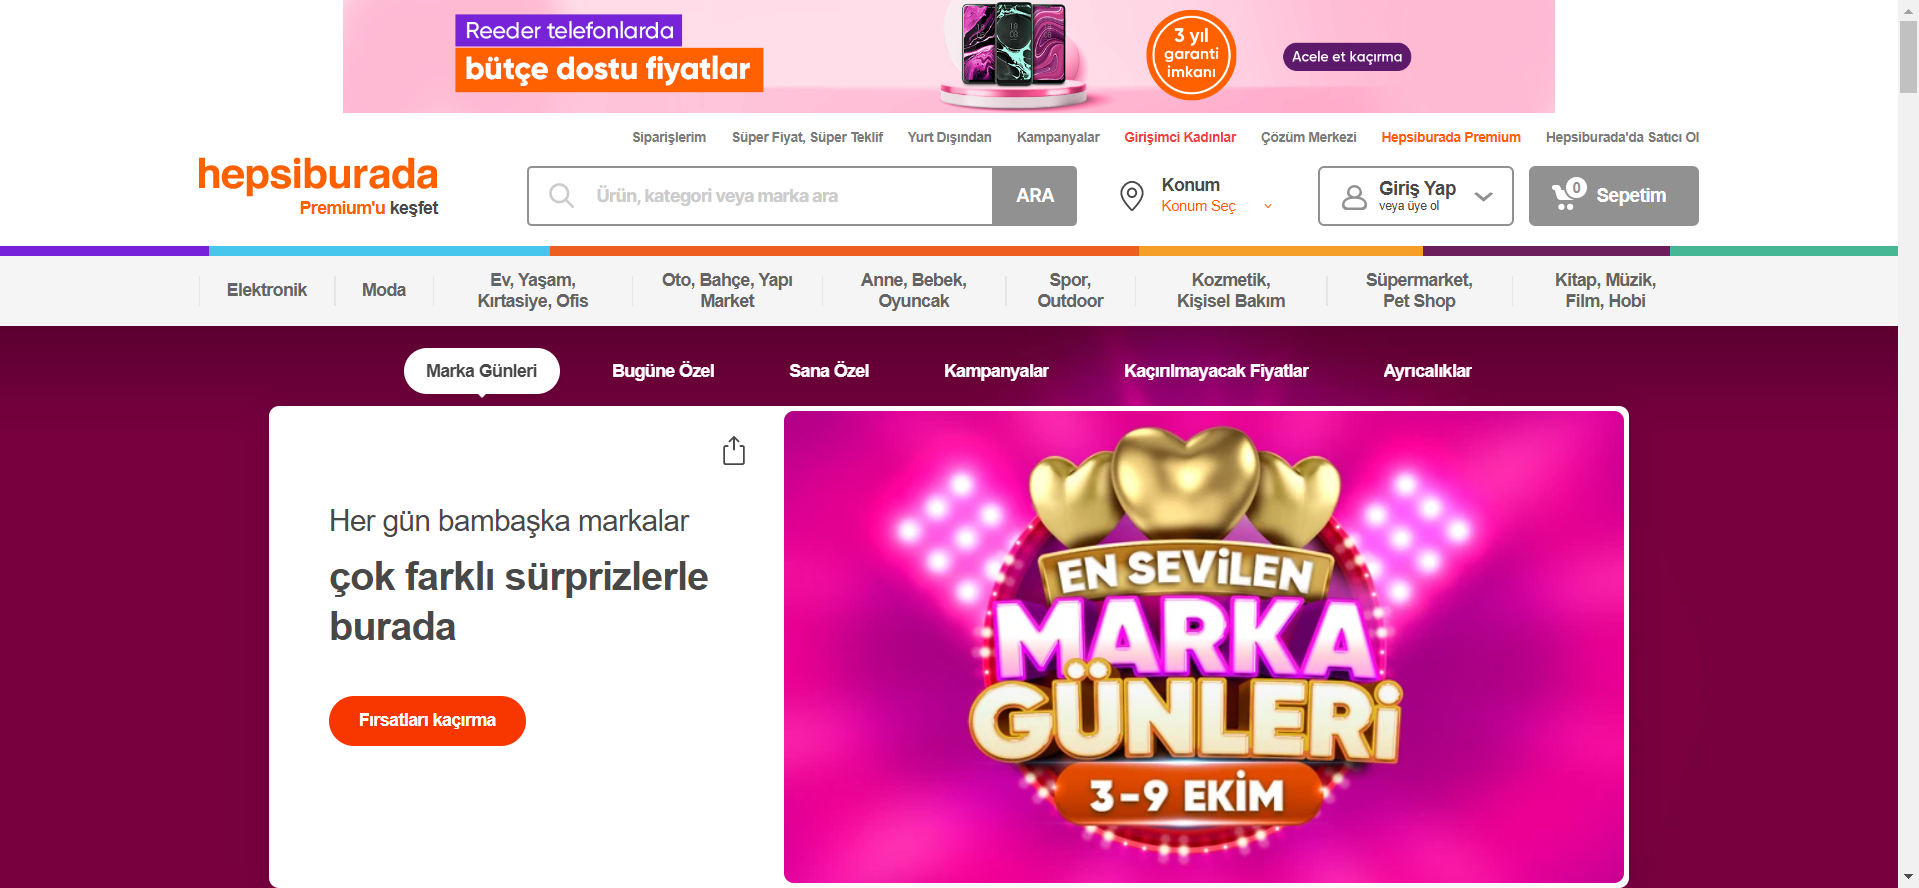 Reeder telefonlarda
bütçe dostu fiyatlar
3 yıl
garanti
imkanı
Acele et kaçırma
Siparişlerim
Süper Fiyat, Süper Teklif
Yurt Dışından
Kampanyalar
Girişimci Kadınlar
Çözüm Merkezi
Hepsiburada Premium
Hepsiburada'da Satıcı Ol
hepsiburada
Premium'u keşfet
Ürün, kategori veya marka ara
ARA
Konum
Konum Seç
Giriş Yap
veya üye ol
0
Sepetim
Elektronik
Moda
Ev, Yaşam,
Kırtasiye, Ofis
Oto, Bahçe, Yapı
Market
Anne, Bebek,
Oyuncak
Spor,
Outdoor
Kozmetik,
Kişisel Bakım
Süpermarket,
Pet Shop
Kitap, Müzik,
Film, Hobi
Marka Günleri
Bugüne Özel
Sana Özel
Kampanyalar
Kaçırılmayacak Fiyatlar
Ayrıcalıklar
Her gün bambaşka markalar
çok farklı sürprizlerle
burada
Fırsatları kaçırma
EN SEVİLEN
MARKA
GÜNLERİ
3-9 EKİM